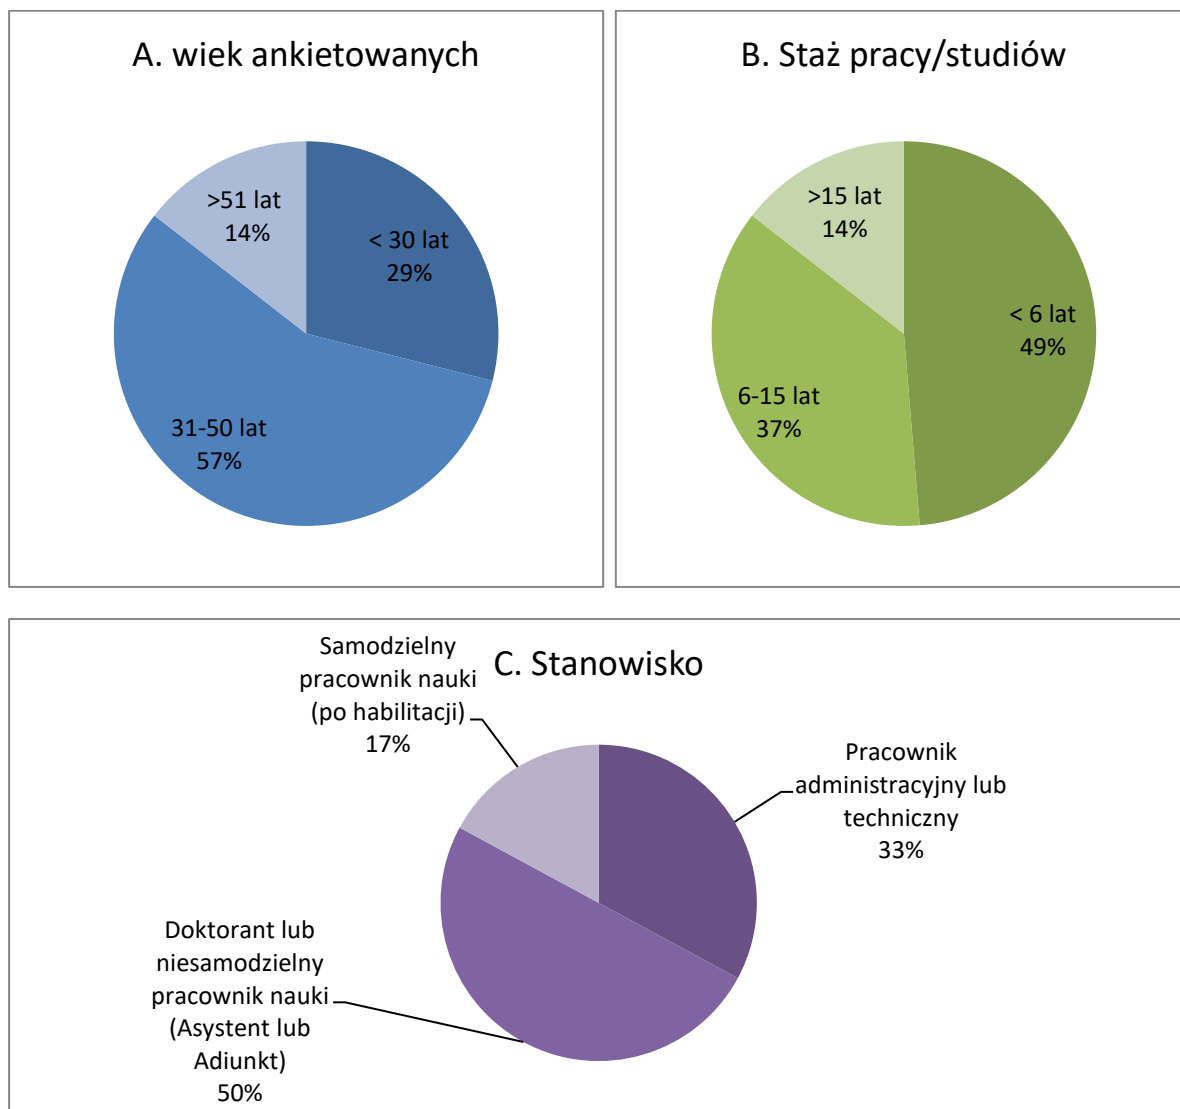 A. wiek ankietowanych
>51 lat
14%
< 30 lat
29%
31-50 lat
57%
B. Staż pracy/studiów
>15 lat
14%
< 6 lat
49%
6-15 lat
37%
C. Stanowisko
Samodzielny
pracownik nauki
(po habilitacji)
17%
Pracownik
administracyjny lub
techniczny
33%
Doktorant lub
niesamodzielny
pracownik nauki
(Asystent lub
Adiunkt)
50%